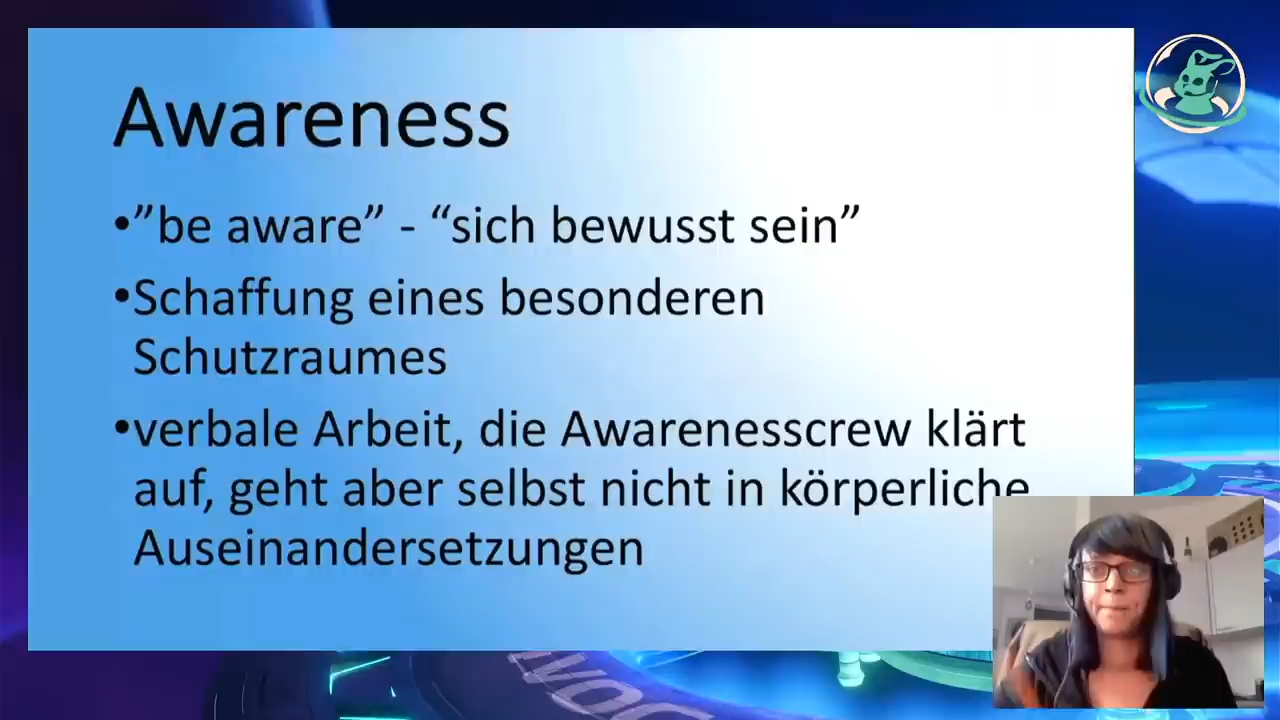 Awareness
•”be aware” - “sich bewusst sein”
•Schaffung eines besonderen
Schutzraumes
•verbale Arbeit, die Awarenesscrew klärt
auf, geht aber selbst nicht in körperliche
Auseinandersetzungen